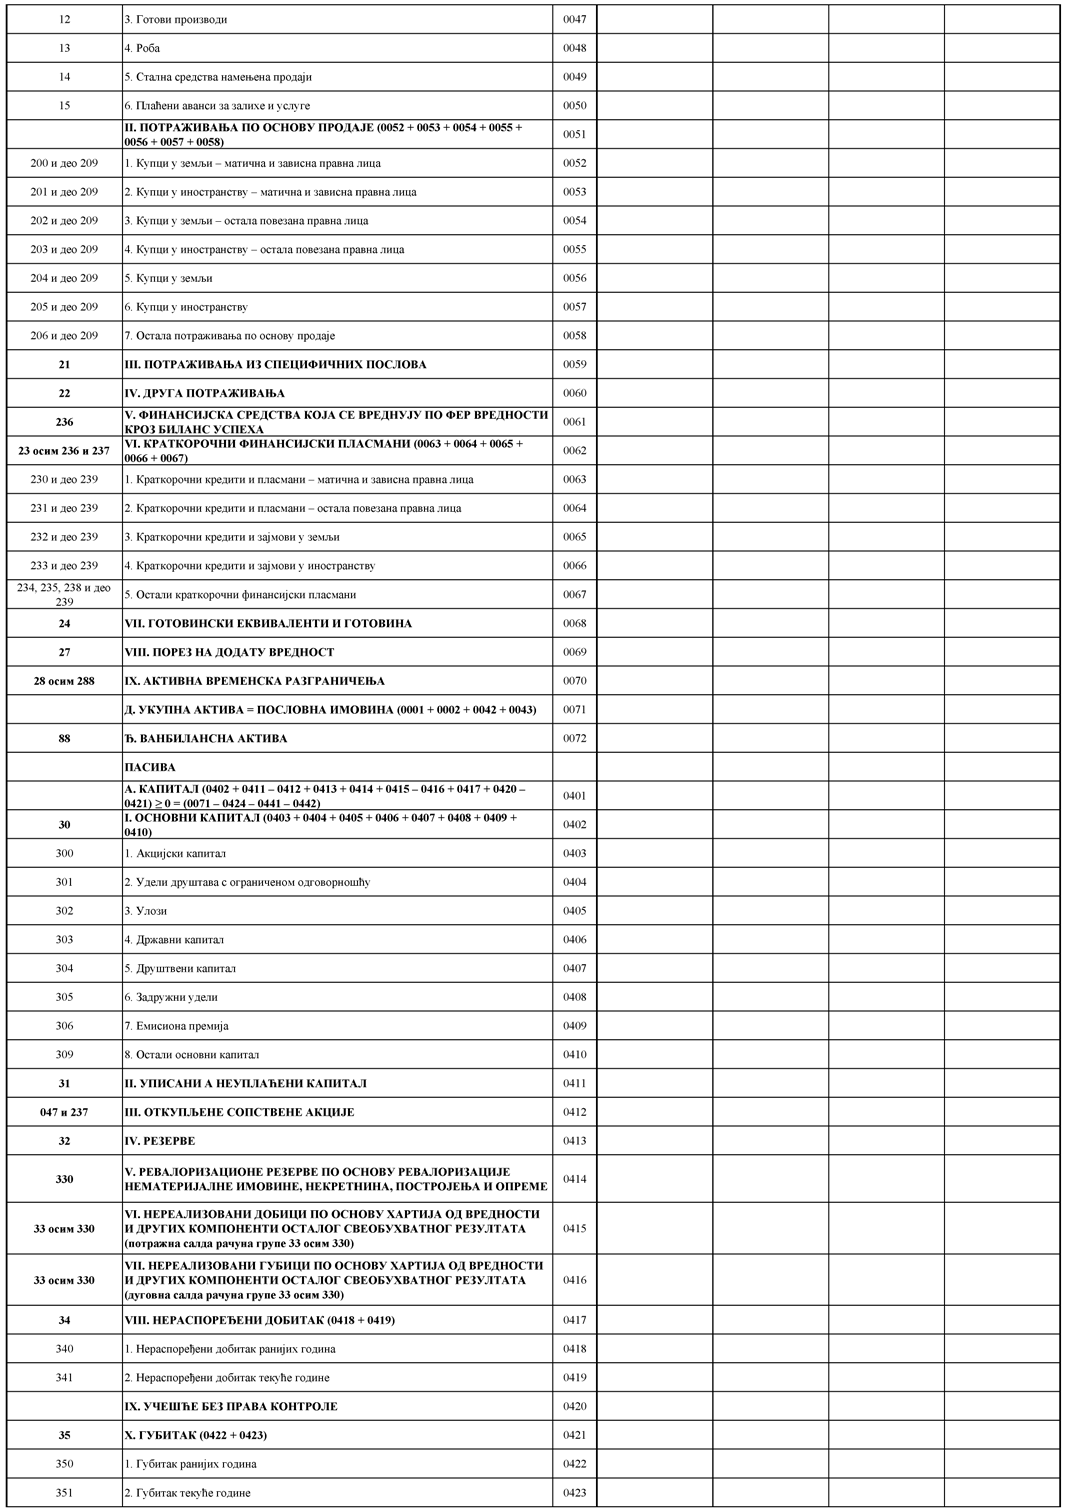 12 3. Готови производи 0047
13 4. Роба 0048
14 5. Стална средства намењена продаји 0049
15 6. Плаћени аванси за залихе и услуге 0050
II. ПОТРАЖИВАЊА ПО ОСНОВУ ПРОДАЈЕ (0052 + 0053 + 0054 + 0055 +
0056 + 0057 + 0058) 0051
200 и део 209 1. Купци у земљи – матична и зависна правна лица 0052
201 и део 209 2. Купци у иностранству – матична и зависна правна лица 0053
202 и део 209 3. Купци у земљи – остала повезана правна лица 0054
203 и део 209 4. Купци у иностранству – остала повезана правна лица 0055
204 и део 209 5. Купци у земљи 0056
205 и део 209 6. Купци у иностранству 0057
206 и део 209 7. Остала потраживања по основу продаје 0058
21 III. ПОТРАЖИВАЊА ИЗ СПЕЦИФИЧНИХ ПОСЛОВА 0059
22 IV. ДРУГА ПОТРАЖИВАЊА 0060
236 V. ФИНАНСИЈСКА СРЕДСТВА КОЈА СЕ ВРЕДНУЈУ ПО ФЕР ВРЕДНОСТИ
КРОЗ БИЛАНС УСПЕХА 0061
23 осим 236 и 237 VI. КРАТКОРОЧНИ ФИНАНСИЈСКИ ПЛАСМАНИ (0063 + 0064 + 0065 +
0066 + 0067) 0062
230 и део 239 1. Краткорочни кредити и пласмани – матична и зависна правна лица 0063
231 и део 239 2. Краткорочни кредити и пласмани – остала повезана правна лица 0064
232 и део 239 3. Краткорочни кредити и зајмови у земљи 0065
233 и део 239 4. Краткорочни кредити и зајмови у иностранству 0066
234, 235, 238 и део
239 5. Остали краткорочни финансијски пласмани 0067
24 VII. ГОТОВИНСКИ ЕКВИВАЛЕНТИ И ГОТОВИНА 0068
27 VIII. ПОРЕЗ НА ДОДАТУ ВРЕДНОСТ 0069
28 осим 288 IX. АКТИВНА ВРЕМЕНСКА РАЗГРАНИЧЕЊА 0070
Д. УКУПНА АКТИВА = ПОСЛОВНА ИМОВИНА (0001 + 0002 + 0042 + 0043) 0071
88 Ђ. ВАНБИЛАНСНА АКТИВА 0072
ПАСИВА
А. КАПИТАЛ (0402 + 0411 – 0412 + 0413 + 0414 + 0415 – 0416 + 0417 + 0420 –
0421) ≥ 0 = (0071 – 0424 – 0441 – 0442) 0401
30 I. ОСНОВНИ КАПИТАЛ (0403 + 0404 + 0405 + 0406 + 0407 + 0408 + 0409 +
0410) 0402
300 1. Акцијски капитал 0403
301 2. Удели друштава с ограниченом одговорношћу 0404
302 3. Улози 0405
303 4. Државни капитал 0406
304 5. Друштвени капитал 0407
305 6. Задружни удели 0408
306 7. Емисиона премија 0409
309 8. Остали основни капитал 0410
31 II. УПИСАНИ А НЕУПЛАЋЕНИ КАПИТАЛ 0411
047 и 237 III. ОТКУПЉЕНЕ СОПСТВЕНЕ АКЦИЈЕ 0412
32 IV. РЕЗЕРВЕ 0413
330 V. РЕВАЛОРИЗАЦИОНЕ РЕЗЕРВЕ ПО ОСНОВУ РЕВАЛОРИЗАЦИЈЕ
НЕМАТЕРИЈАЛНЕ ИМОВИНЕ, НЕКРЕТНИНА, ПОСТРОЈЕЊА И ОПРЕМЕ 0414
33 осим 330 VI. НЕРЕАЛИЗОВАНИ ДОБИЦИ ПО ОСНОВУ ХАРТИЈА ОД ВРЕДНОСТИ
И ДРУГИХ КОМПОНЕНТИ ОСТАЛОГ СВЕОБУХВАТНОГ РЕЗУЛТАТА
(потражна салда рачуна групе 33 осим 330) 0415
33 осим 330 VII. НЕРЕАЛИЗОВАНИ ГУБИЦИ ПО ОСНОВУ ХАРТИЈА ОД ВРЕДНОСТИ
И ДРУГИХ КОМПОНЕНТИ ОСТАЛОГ СВЕОБУХВАТНОГ РЕЗУЛТАТА
(дуговна салда рачуна групе 33 осим 330) 0416
34 VIII. НЕРАСПОРЕЂЕНИ ДОБИТАК (0418 + 0419) 0417
340 1. Нераспоређени добитак ранијих година 0418
341 2. Нераспоређени добитак текуће године 0419
IX. УЧЕШЋЕ БЕЗ ПРАВА КОНТРОЛЕ 0420
35 X. ГУБИТАК (0422 + 0423) 0421
350 1. Губитак ранијих година 0422
351 2. Губитак текуће године 0423